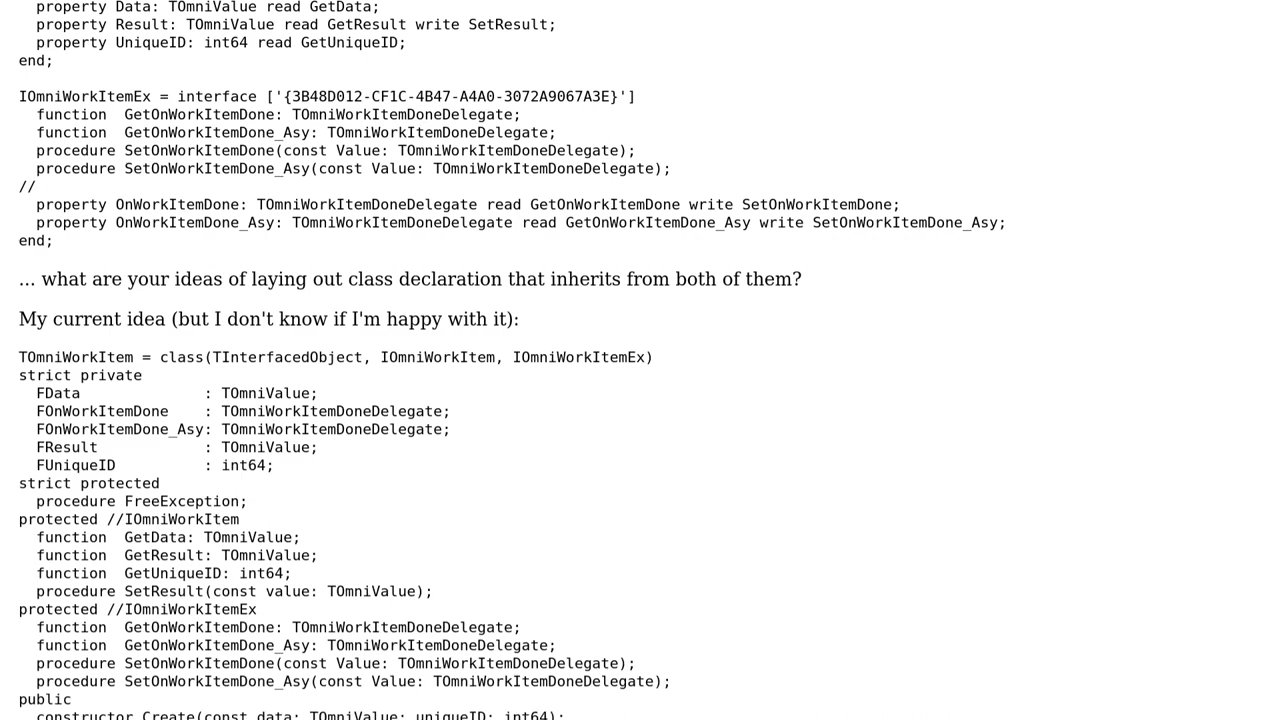 property Data: TOmniValue read GetData;
  property Result: TOmniValue read GetResult write SetResult;
  property UniqueID: int64 read GetUniqueID;
end;

IOmniWorkItemEx = interface ['{3B48D012-CF1C-4B47-A4A0-3072A9067A3E}']
  function  GetOnWorkItemDone: TOmniWorkItemDoneDelegate;
  function  GetOnWorkItemDone_Asy: TOmniWorkItemDoneDelegate;
  procedure SetOnWorkItemDone(const Value: TOmniWorkItemDoneDelegate);
  procedure SetOnWorkItemDone_Asy(const Value: TOmniWorkItemDoneDelegate);
//
  property OnWorkItemDone: TOmniWorkItemDoneDelegate read GetOnWorkItemDone write SetOnWorkItemDone;
  property OnWorkItemDone_Asy: TOmniWorkItemDoneDelegate read GetOnWorkItemDone_Asy write SetOnWorkItemDone_Asy;
end;

... what are your ideas of laying out class declaration that inherits from both of them?

My current idea (but I don't know if I'm happy with it):

TOmniWorkItem = class(TInterfacedObject, IOmniWorkItem, IOmniWorkItemEx)
strict private
  FData              : TOmniValue;
  FOnWorkItemDone    : TOmniWorkItemDoneDelegate;
  FOnWorkItemDone_Asy: TOmniWorkItemDoneDelegate;
  FResult            : TOmniValue;
  FUniqueID          : int64;
strict protected
  procedure FreeException;
protected //IOmniWorkItem
  function  GetData: TOmniValue;
  function  GetResult: TOmniValue;
  function  GetUniqueID: int64;
  procedure SetResult(const value: TOmniValue);
protected //IOmniWorkItemEx
  function  GetOnWorkItemDone: TOmniWorkItemDoneDelegate;
  function  GetOnWorkItemDone_Asy: TOmniWorkItemDoneDelegate;
  procedure SetOnWorkItemDone(const Value: TOmniWorkItemDoneDelegate);
  procedure SetOnWorkItemDone_Asy(const Value: TOmniWorkItemDoneDelegate);
public
  constructor Create(const data: TOmniValue; uniqueID: int64);